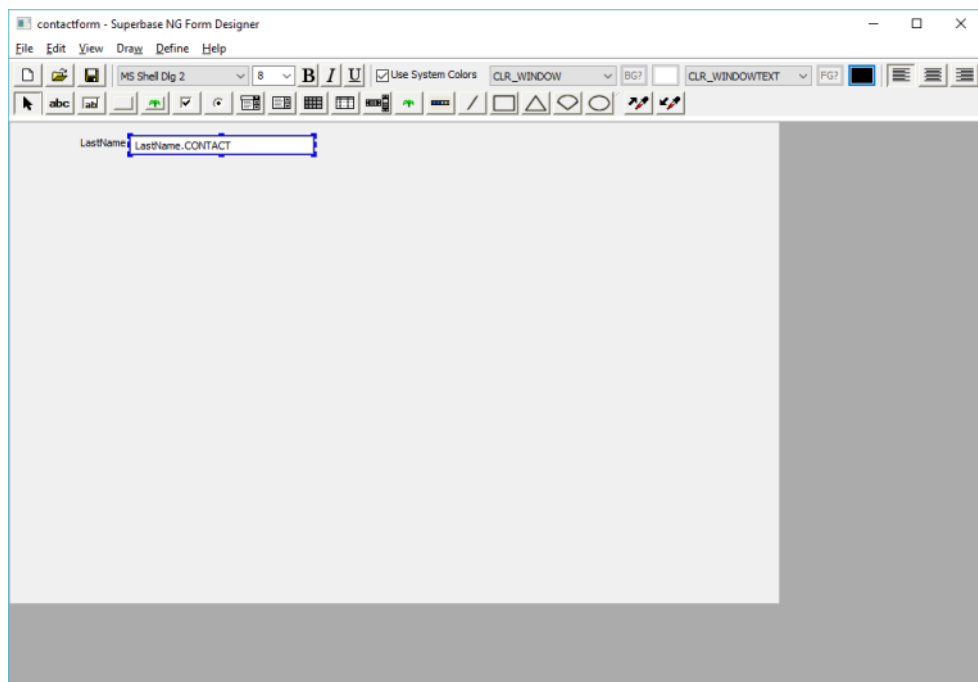 contactform - Superbase NG Form Designer
File Edit View Draw Define Help
MS Shell Dlg 2 8 B I U Use System Colors CLR_WINDOW BG? CLR_WINDOWTEXT FG?
abc ab
LastName LastName.CONTACT